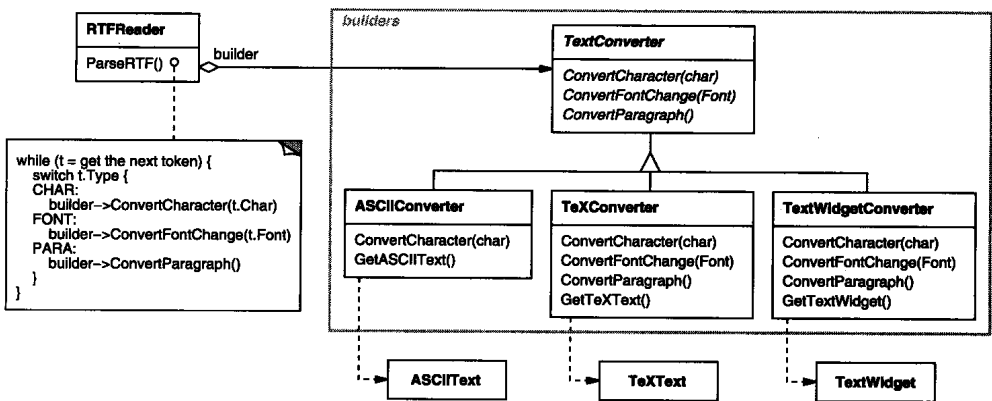 builders
RTFReader
ParseRTF()
builder
TextConverter
ConvertCharacter(char)
ConvertFontChange(Font)
ConvertParagraph()
while (t = get the next token) {
switch t.Type {
CHAR:
builder->ConvertCharacter(t.Char)
FONT:
builder->ConvertFontChange(t.Font)
PARA:
builder->ConvertParagraph()
}
}
ASCIIConverter
ConvertCharacter(char)
GetASCIIText()
TeXConverter
ConvertCharacter(char)
ConvertFontChange(Font)
ConvertParagraph()
GetTeXText()
TextWidgetConverter
ConvertCharacter(char)
ConvertFontChange(Font)
ConvertParagraph()
GetTextWidget()
ASCIIText
TeXText
TextWidget